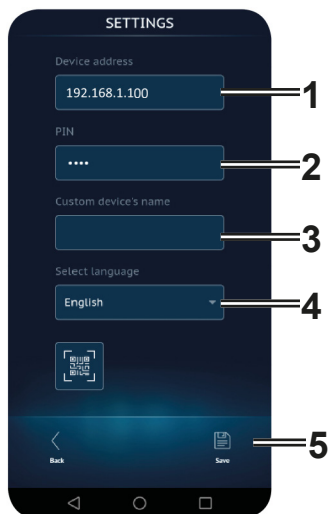 SETTINGS
Device address
192.168.1.100
1
PIN
••••
2
Custom device's name
3
Select language
English
4
5
Back
Save